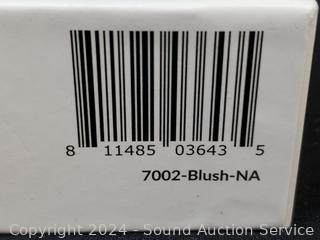 8 11485 03643 5
7002-Blush-NA
Copyright 2024 - Sound Auction Service